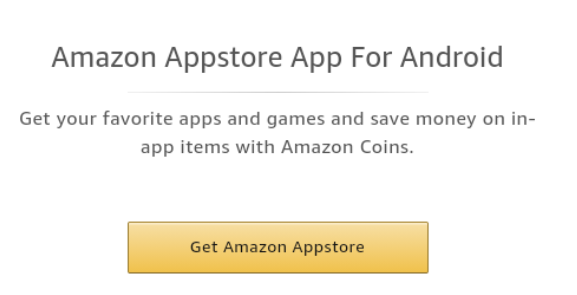 Amazon Appstore App For Android
Get your favorite apps and games and save money on in-
app items with Amazon Coins.
Get Amazon Appstore